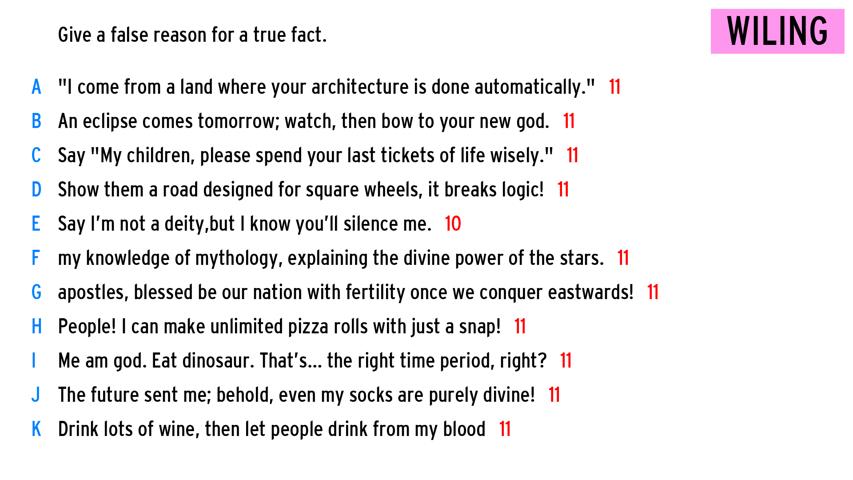 Give a false reason for a true fact.
WILING
A "I come from a land where your architecture is done automatically." 11
B An eclipse comes tomorrow; watch, then bow to your new god. 11
C Say "My children, please spend your last tickets of life wisely." 11
D Show them a road designed for square wheels, it breaks logic! 11
E Say I'm not a deity,but I know you'll silence me. 10
F my knowledge of mythology, explaining the divine power of the stars. 11
G apostles, blessed be our nation with fertility once we conquer eastwards! 11
H People! I can make unlimited pizza rolls with just a snap! 11
I Me am god. Eat dinosaur. That's... the right time period, right? 11
J The future sent me; behold, even my socks are purely divine! 11
K Drink lots of wine, then let people drink from my blood 11